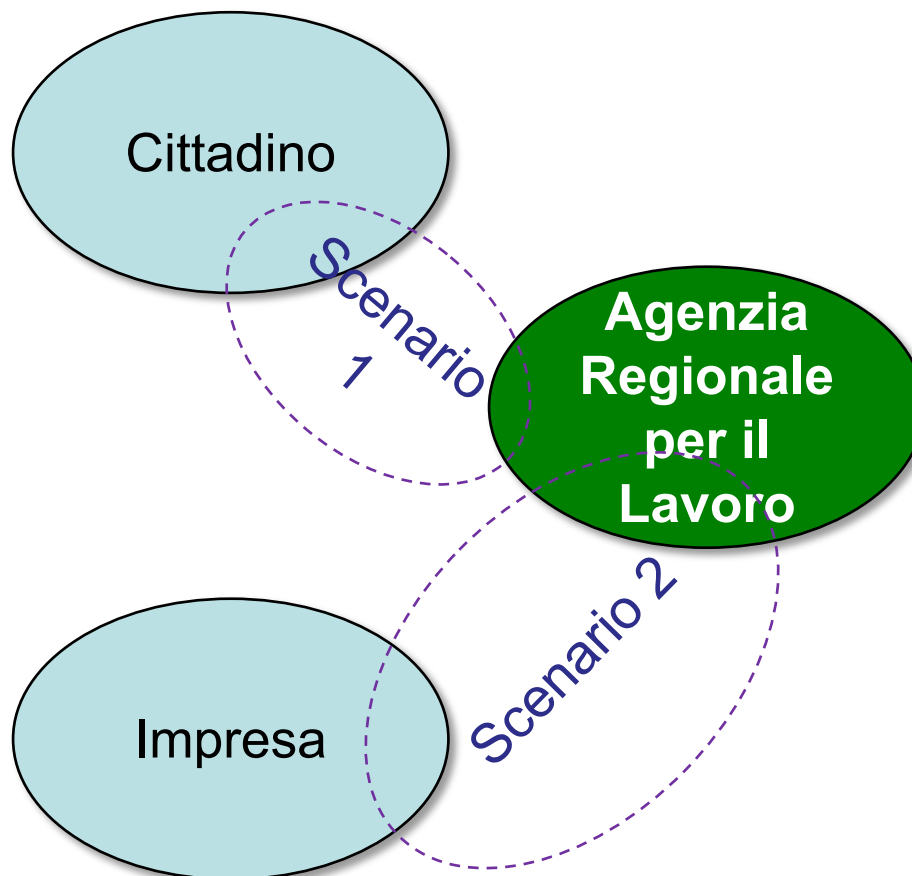 Cittadino
Scenario
1
Agenzia
Regionale
per il
Lavoro
Scenario 2
Impresa